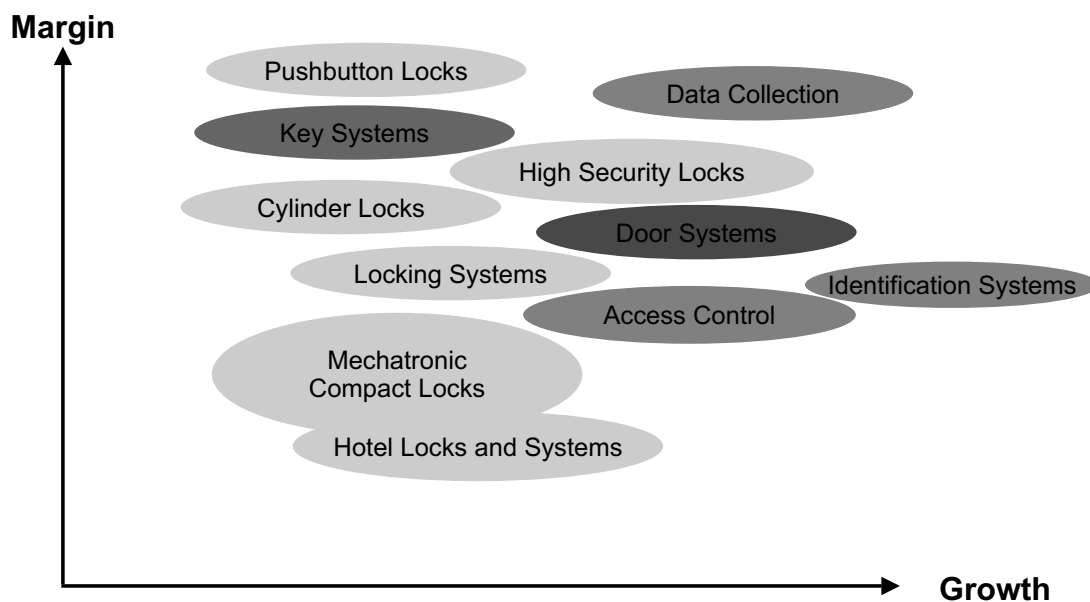 Margin
Pushbutton Locks
Data Collection
Key Systems
High Security Locks
Cylinder Locks
Door Systems
Locking Systems
Identification Systems
Access Control
Mechatronic
Compact Locks
Hotel Locks and Systems
Growth